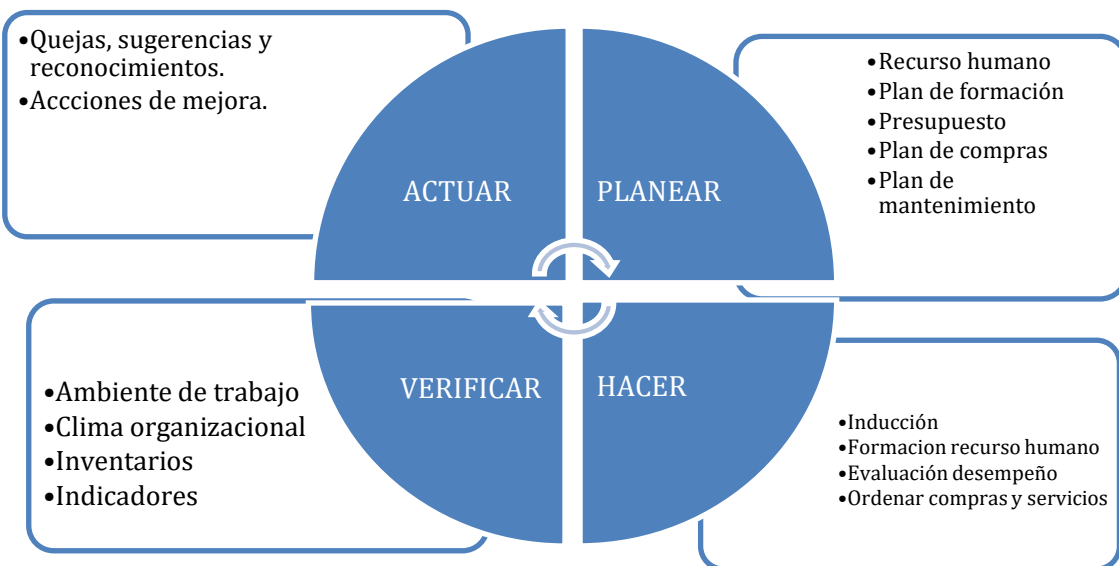 •Quejas, sugerencias y
reconocimientos.
•Accciones de mejora.
ACTUAR
PLANEAR
•Recurso humano
•Plan de formación
•Presupuesto
•Plan de compras
•Plan de
mantenimiento
•Ambiente de trabajo
•Clima organizacional
•Inventarios
•Indicadores
VERIFICAR
HACER
•Inducción
•Formacion recurso humano
•Evaluación desempeño
•Ordenar compras y servicios